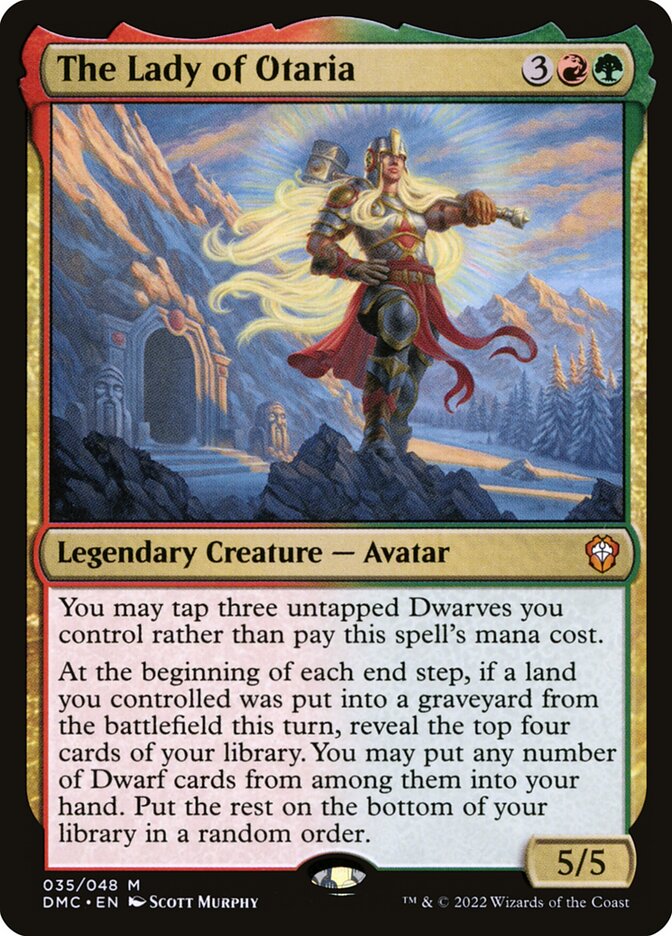 The Lady of Otaria 3
Legendary Creature — Avatar
You may tap three untapped Dwarves you
control rather than pay this spell's mana cost.
At the beginning of each end step, if a land
you controlled was put into a graveyard from
the battlefield this turn, reveal the top four
cards of your library. You may put any number
of Dwarf cards from among them into your
hand. Put the rest on the bottom of your
library in a random order.
5/5
035/048 M
DMC • EN Scott Murphy
™ & © 2022 Wizards of the Coast